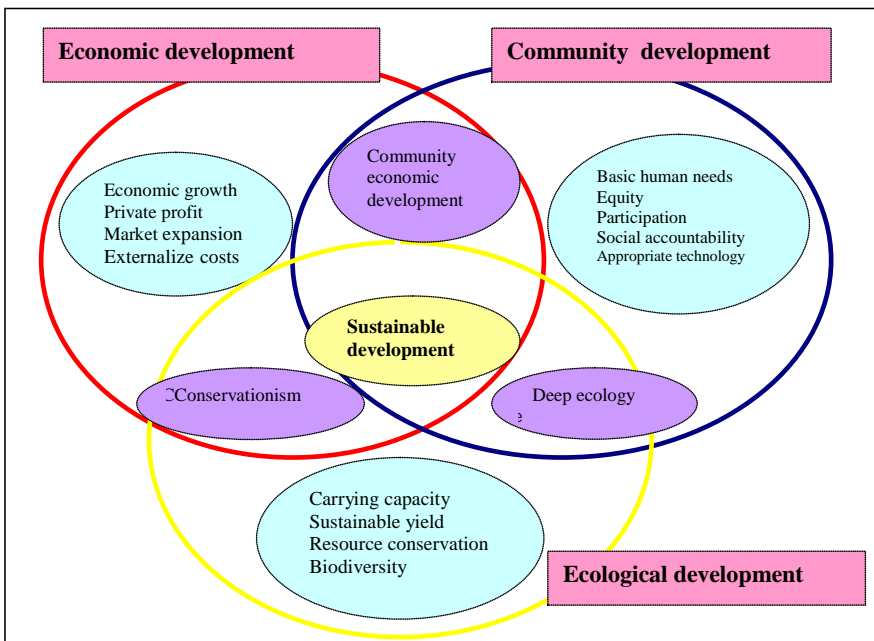 Economic development
Community development
Community
economic
development
Economic growth
Private profit
Market expansion
Externalize costs
Basic human needs
Equity
Participation
Social accountability
Appropriate technology
Sustainable
development
CConservationism
Deep ecology
e
Carrying capacity
Sustainable yield
Resource conservation
Biodiversity
Ecological development